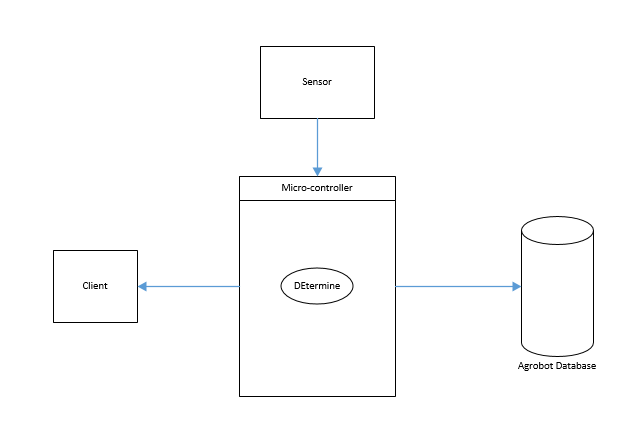 Sensor
Micro-controller
Client
DEtermine
Agrobot Database